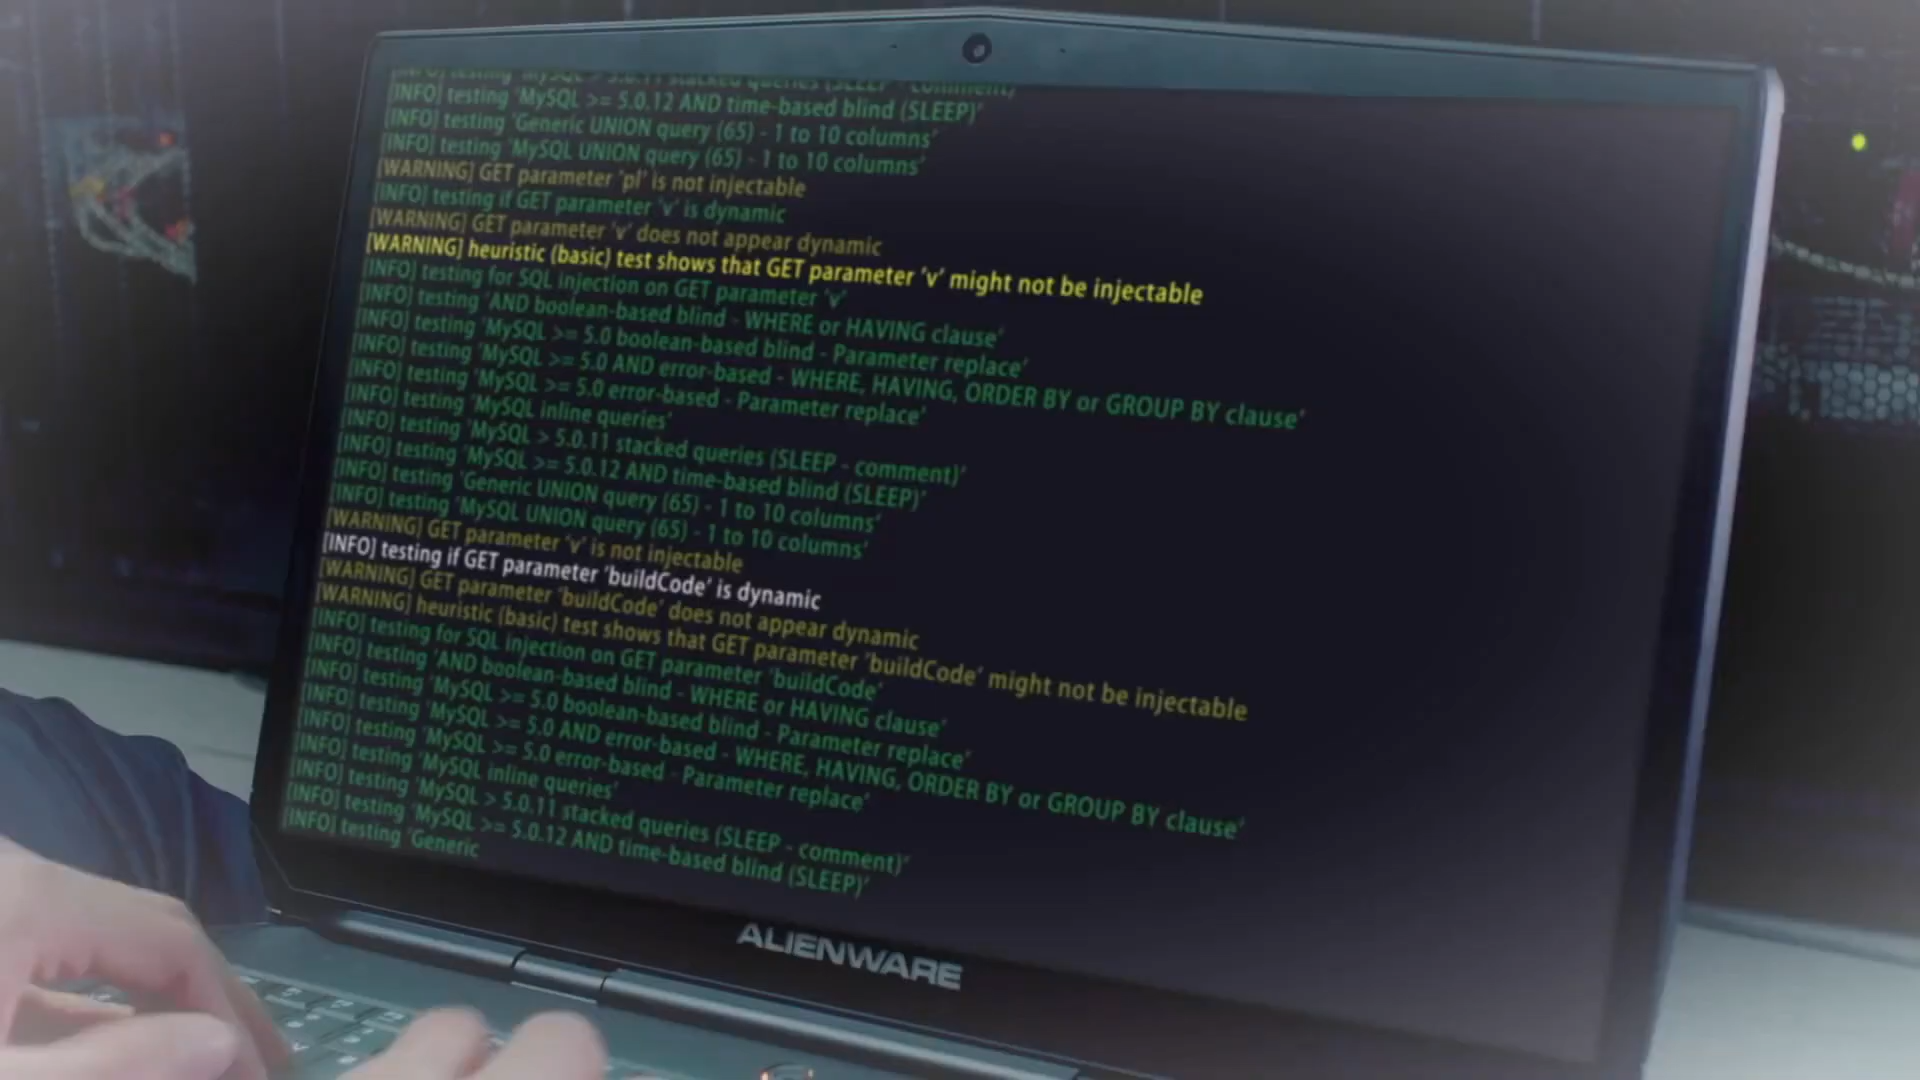 [INFO] testing 'MySQL > 5.0.11 stacked queries (SLEEP - comment)'
[INFO] testing 'MySQL >= 5.0.12 AND time-based blind (SLEEP)'
[INFO] testing 'Generic UNION query (65) - 1 to 10 columns'
[INFO] testing 'MySQL UNION query (65) - 1 to 10 columns'
[WARNING] GET parameter 'pl' is not injectable
[INFO] testing if GET parameter 'v' is dynamic
[WARNING] GET parameter 'v' does not appear dynamic
[WARNING] heuristic (basic) test shows that GET parameter 'v' might not be injectable
[INFO] testing for SQL injection on GET parameter 'v'
[INFO] testing 'AND boolean-based blind - WHERE or HAVING clause'
[INFO] testing 'MySQL >= 5.0 boolean-based blind - Parameter replace'
[INFO] testing 'MySQL >= 5.0 AND error-based - WHERE, HAVING, ORDER BY or GROUP BY clause'
[INFO] testing 'MySQL >= 5.0 error-based - Parameter replace'
[INFO] testing 'MySQL inline queries'
[INFO] testing 'MySQL > 5.0.11 stacked queries (SLEEP - comment)'
[INFO] testing 'MySQL >= 5.0.12 AND time-based blind (SLEEP)'
[INFO] testing 'Generic UNION query (65) - 1 to 10 columns'
[INFO] testing 'MySQL UNION query (65) - 1 to 10 columns'
[WARNING] GET parameter 'v' is not injectable
[INFO] testing if GET parameter 'buildCode' is dynamic
[WARNING] GET parameter 'buildCode' does not appear dynamic
[WARNING] heuristic (basic) test shows that GET parameter 'buildCode' might not be injectable
[INFO] testing for SQL injection on GET parameter 'buildCode'
[INFO] testing 'AND boolean-based blind - WHERE or HAVING clause'
[INFO] testing 'MySQL >= 5.0 boolean-based blind - Parameter replace'
[INFO] testing 'MySQL >= 5.0 AND error-based - WHERE, HAVING, ORDER BY or GROUP BY clause'
[INFO] testing 'MySQL >= 5.0 error-based - Parameter replace'
[INFO] testing 'MySQL inline queries'
[INFO] testing 'MySQL > 5.0.11 stacked queries (SLEEP - comment)'
[INFO] testing 'MySQL >= 5.0.12 AND time-based blind (SLEEP)'
[INFO] testing 'Generic
ALIENWARE